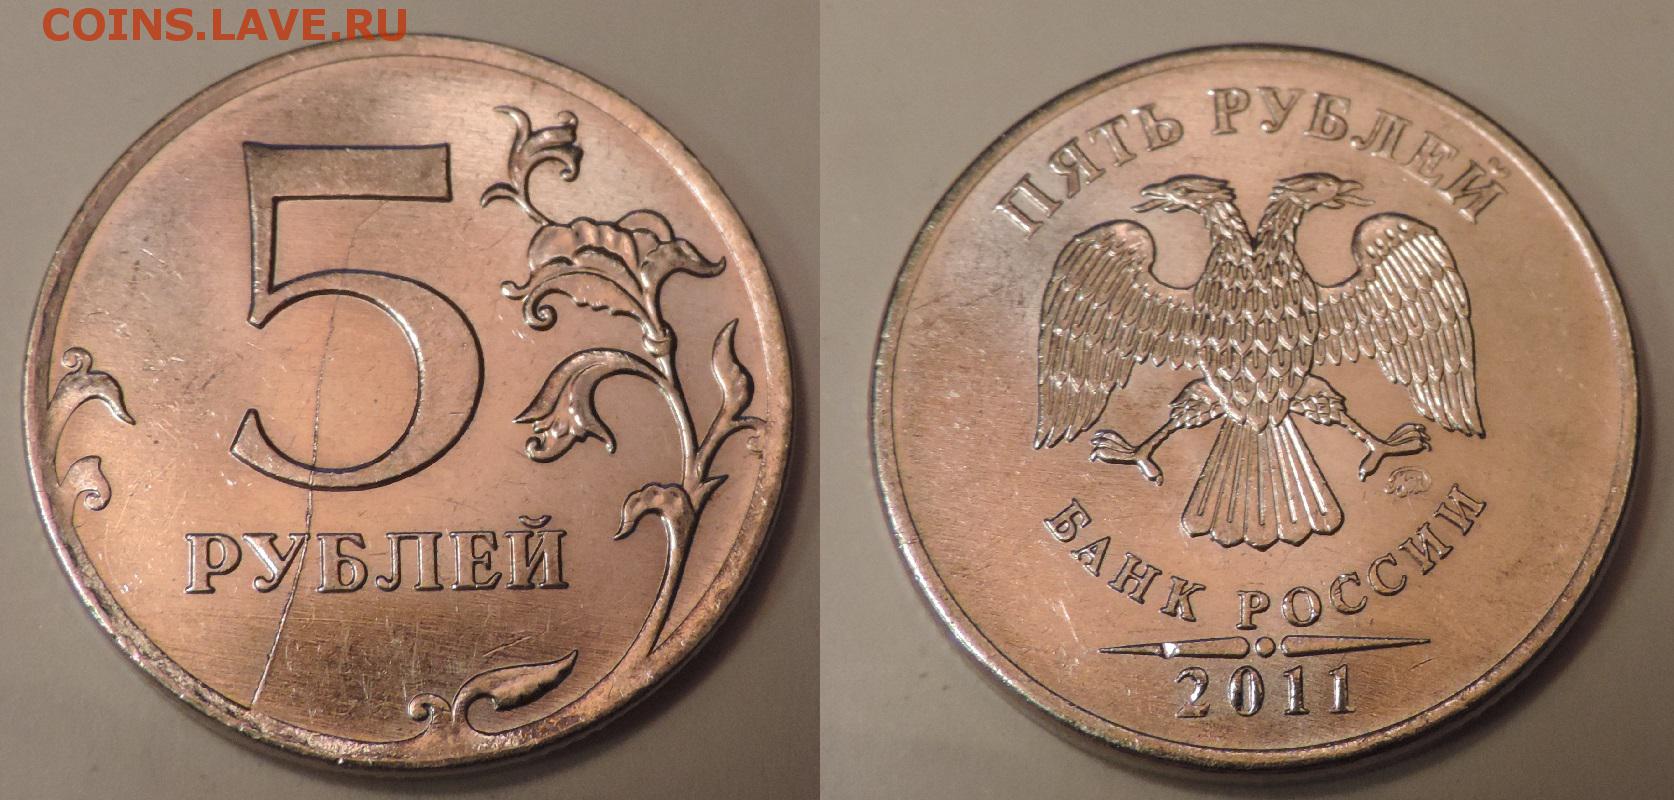 COINS.LAVE.RU
5
РУБЛЕЙ
ПЯТЬ РУБЛЕЙ
БАНК РОССИИ
2011